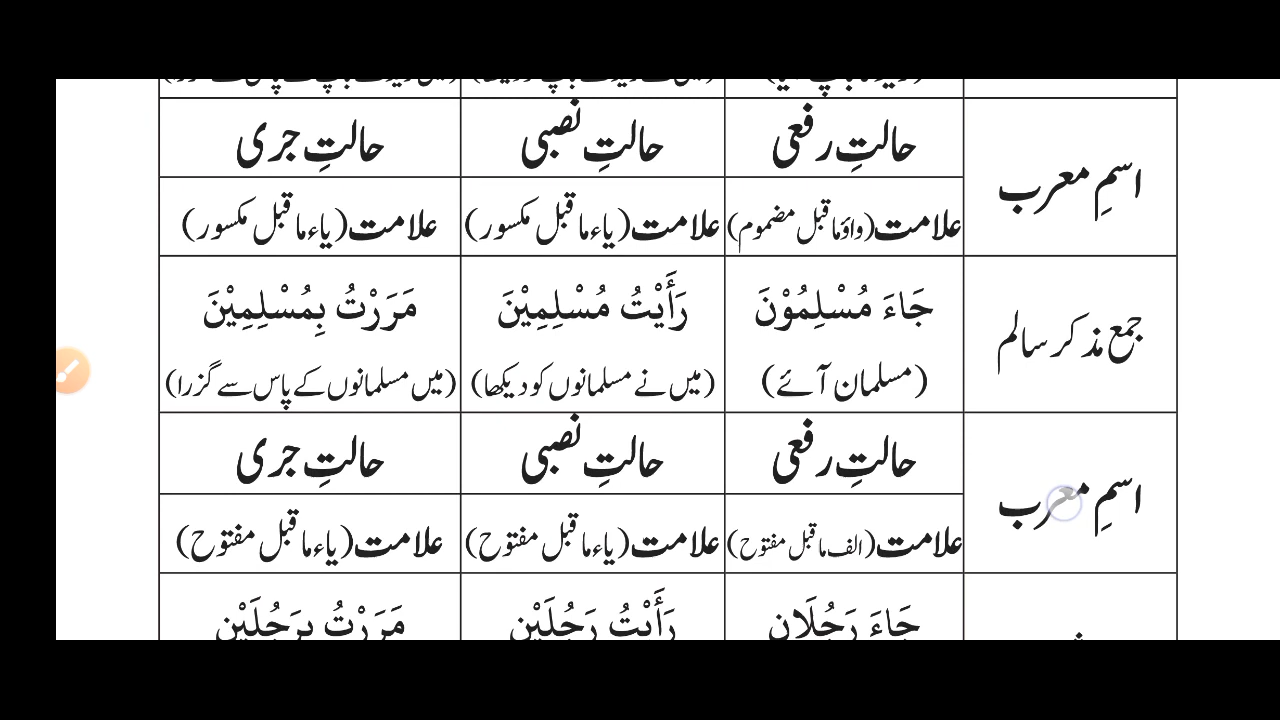 حالتِ رفعی حالتِ نصبی حالتِ جری
اسمِ معرب
علامت (واؤ ما قبل مضموم) علامت (یاء ما قبل مکسور) علامت (یاء ما قبل مکسور)
جَاءَ مُسْلِمُوْنَ رَأَيْتُ مُسْلِمِيْنَ مَرَرْتُ بِمُسْلِمِيْنَ
جمع مذکر سالم
(مسلمان آئے) (میں نے مسلمانوں کو دیکھا) (میں مسلمانوں کے پاس سے گزرا)
حالتِ رفعی حالتِ نصبی حالتِ جری
اسمِ معرب
علامت (الف ما قبل مفتوح) علامت (یاء ما قبل مفتوح) علامت (یاء ما قبل مفتوح)
جَاءَ رَجُلَانِ رَأَيْتُ رَجُلَيْنِ مَرَرْتُ بِرَجُلَيْنِ